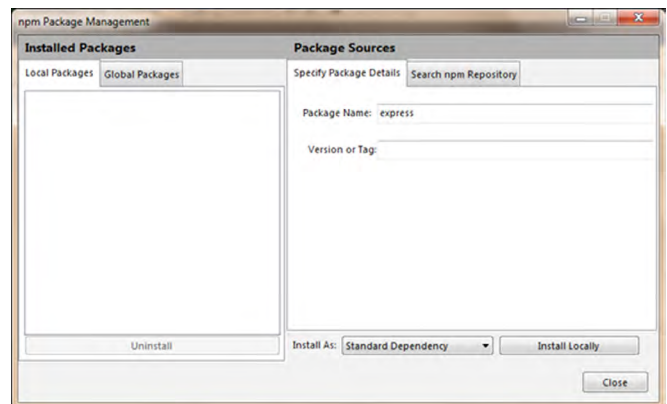 npm Package Management
Installed Packages
Package Sources
Local Packages
Global Packages
Specify Package Details
Search npm Repository
Package Name: express
Version or Tag:
Uninstall
Install As: Standard Dependency
Install Locally
Close